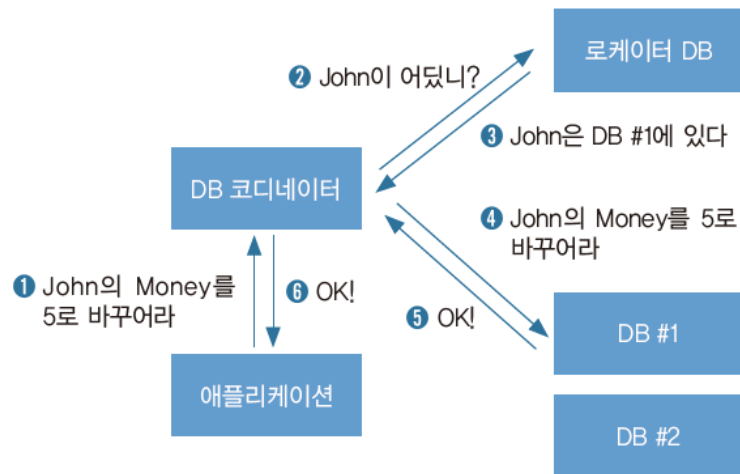 로케이터 DB
❷ John이 어딨니?
❸ John은 DB #1에 있다
DB 코디네이터
❹ John의 Money를 5로
바꾸어라
❶ John의 Money를
5로 바꾸어라
❻ OK!
❺ OK!
DB #1
애플리케이션
DB #2